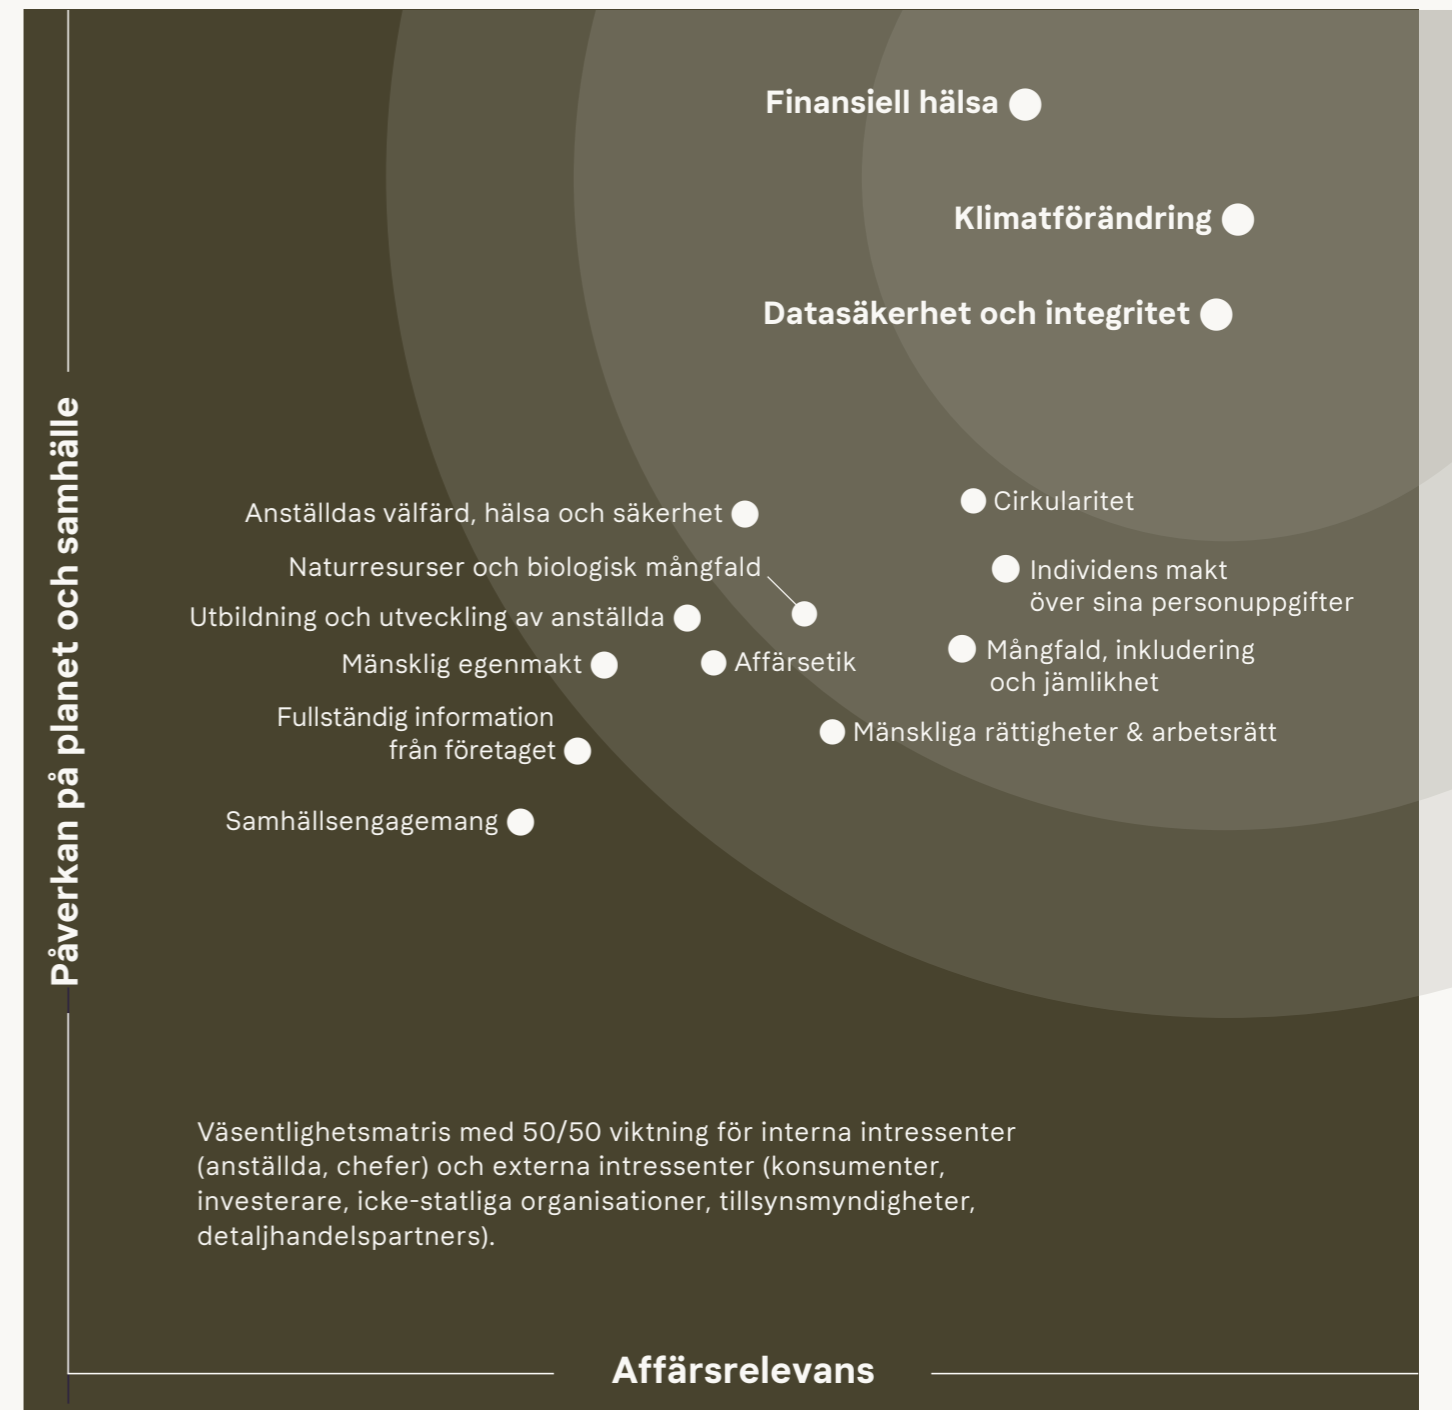 Finansiell hälsa
Klimatförändring
Datasäkerhet och integritet
Påverkan på planet och samhälle
Cirkularitet
Anställdas välfärd, hälsa och säkerhet
Naturresurser och biologisk mångfald
Individens makt
över sina personuppgifter
Utbildning och utveckling av anställda
Mänsklig egenmakt
Affärsetik
Mångfald, inkludering
och jämlikhet
Fullständig information
från företaget
Mänskliga rättigheter & arbetsrätt
Samhällsengagemang
Väsentlighetsmatris med 50/50 viktning för interna intressenter
(anställda, chefer) och externa intressenter (konsumenter,
investerare, icke-statliga organisationer, tillsynsmyndigheter,
detaljhandelspartners).
Affärsrelevans